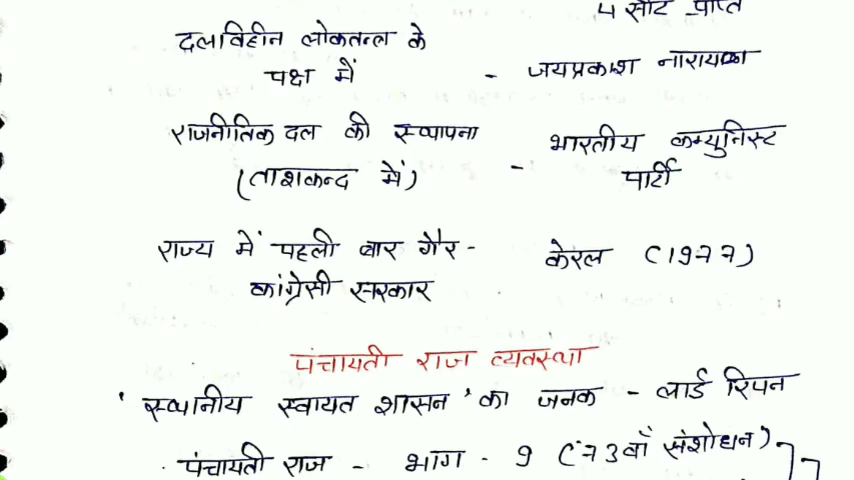 4 सीट प्राप्त
दलविहीन लोकतन्त्र के
पक्ष में - जयप्रकाश नारायण
राजनीतिक दल की स्थापना - भारतीय कम्युनिस्ट
(ताशकन्द में) पार्टी
राज्य में पहली बार गैर - केरल (1977)
कांग्रेसी सरकार
पंचायती राज व्यवस्था
'स्थानीय स्वायत शासन' का जनक - लार्ड रिपन
पंचायती राज - भाग - 9 (73वाँ संशोधन)